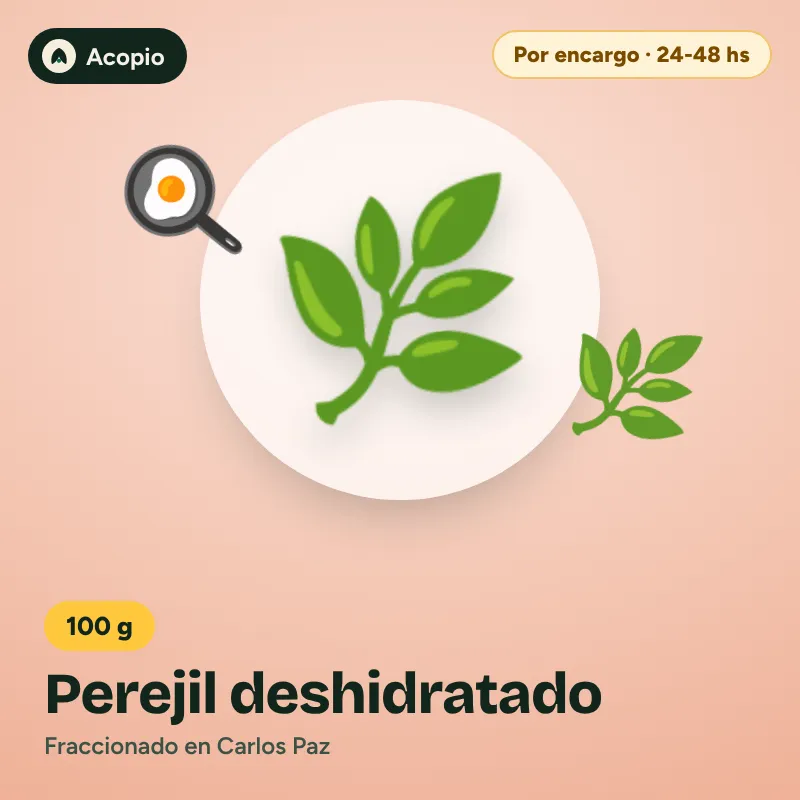 Acopio
Por encargo · 24-48 hs
100 g
Perejil deshidratado
Fraccionado en Carlos Paz